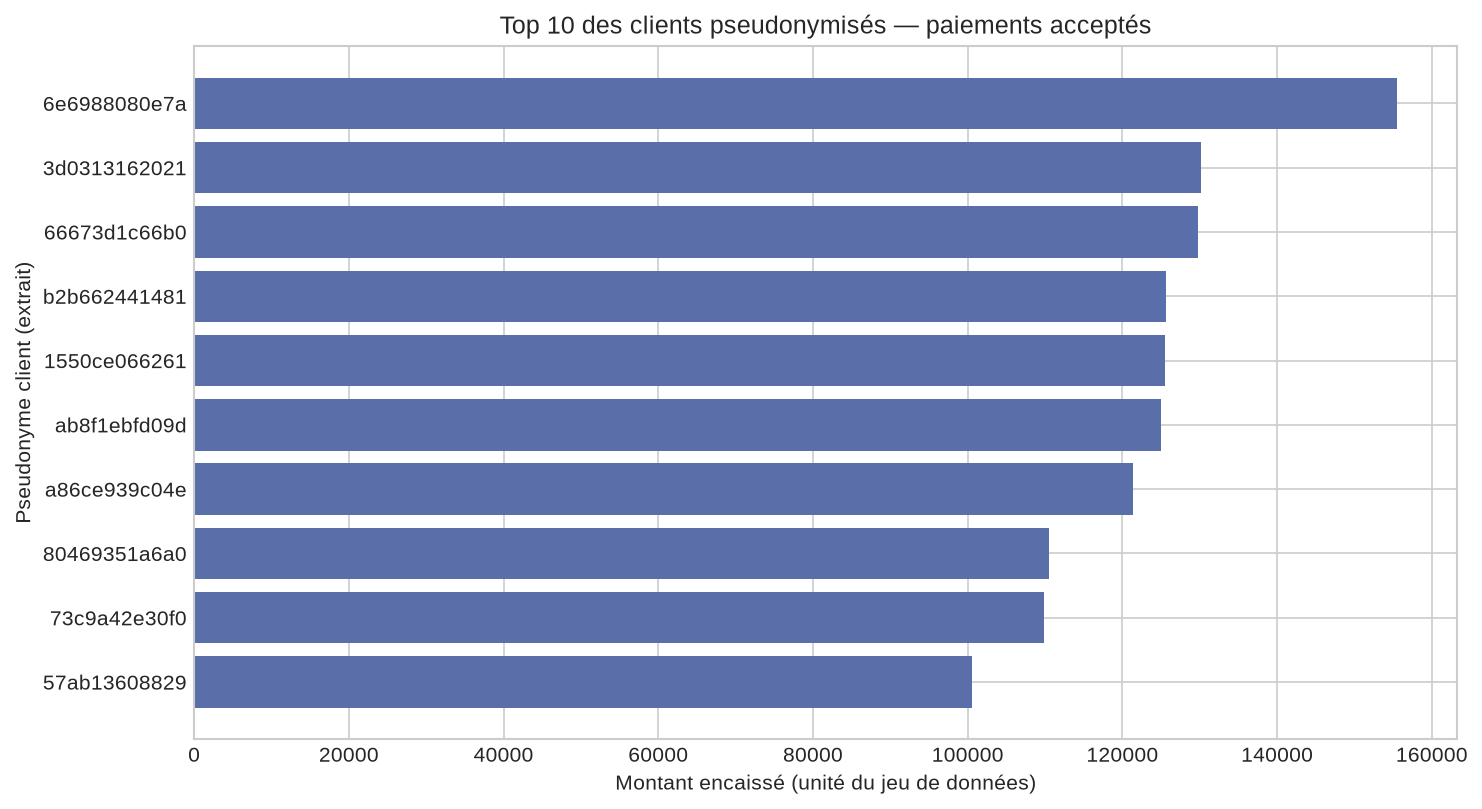 Top 10 des clients pseudonymisés — paiements acceptés
Pseudonyme client (extrait)
6e6988080e7a
3d0313162021
66673d1c66b0
b2b662441481
1550ce066261
ab8f1ebfd09d
a86ce939c04e
80469351a6a0
73c9a42e30f0
57ab13608829
0 20000 40000 60000 80000 100000 120000 140000 160000
Montant encaissé (unité du jeu de données)